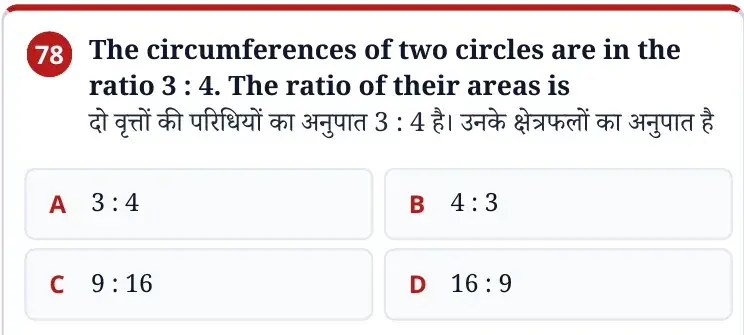 78 The circumferences of two circles are in the
ratio 3 : 4. The ratio of their areas is
दो वृत्तों की परिधियों का अनुपात 3 : 4 है। उनके क्षेत्रफलों का अनुपात है
A 3 : 4
B 4 : 3
C 9 : 16
D 16 : 9